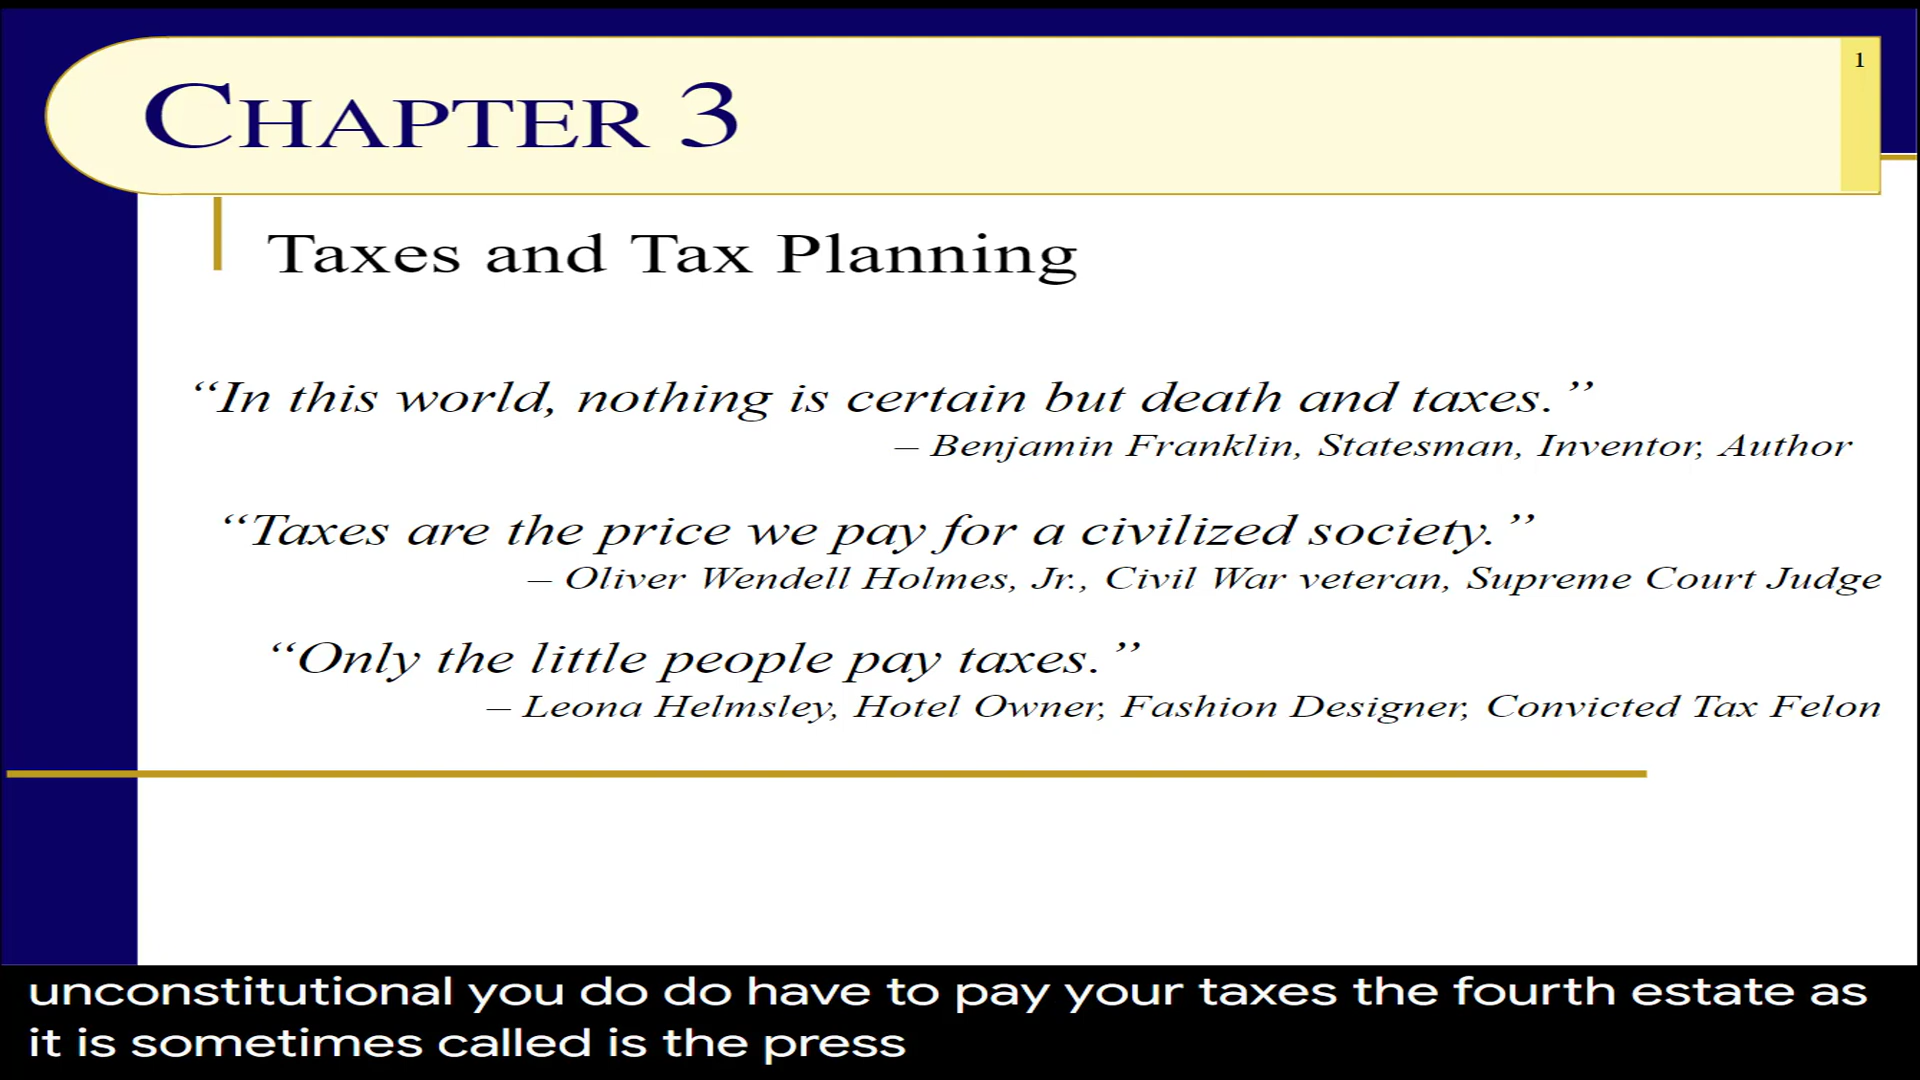 1
CHAPTER 3
Taxes and Tax Planning
“In this world, nothing is certain but death and taxes.”
– Benjamin Franklin, Statesman, Inventor, Author
“Taxes are the price we pay for a civilized society.”
– Oliver Wendell Holmes, Jr., Civil War veteran, Supreme Court Judge
“Only the little people pay taxes.”
– Leona Helmsley, Hotel Owner, Fashion Designer, Convicted Tax Felon
unconstitutional you do do have to pay your taxes the fourth estate as
it is sometimes called is the press